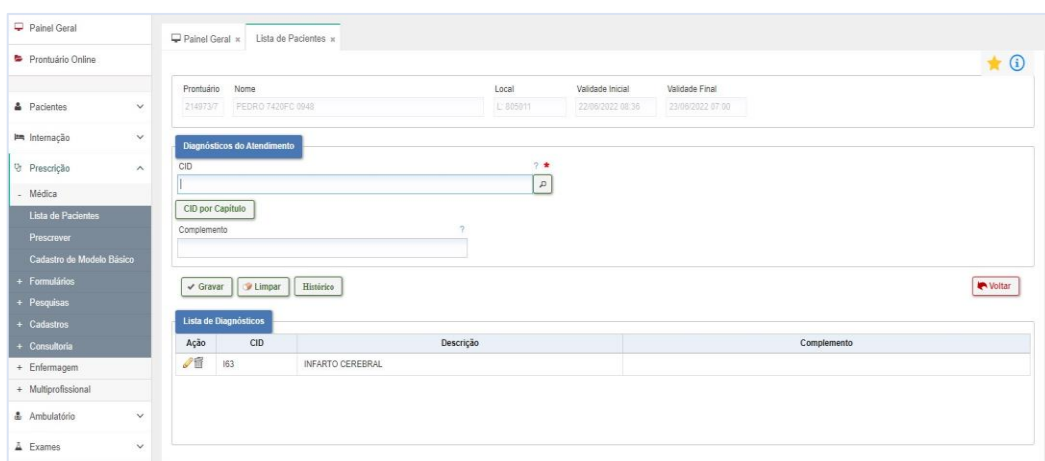 Painel Geral
Prontuário Online
Pacientes
Internação
Prescrição
- Médica
Lista de Pacientes
Prescrever
Cadastro de Modelo Básico
+ Formulários
+ Pesquisas
+ Cadastros
+ Consultoria
+ Enfermagem
+ Multiprofissional
Ambulatório
Exames
Painel Geral × Lista de Pacientes ×
Prontuário Nome Local Validade Inicial Validade Final
214973/7 PEDRO 7420FC 0948 L: 805011 22/06/2022 08:36 23/06/2022 07:00
Diagnósticos do Atendimento
CID ? *
CID por Capítulo
Complemento ?
Gravar Limpar Histórico Voltar
Lista de Diagnósticos
Ação CID Descrição Complemento
I63 INFARTO CEREBRAL